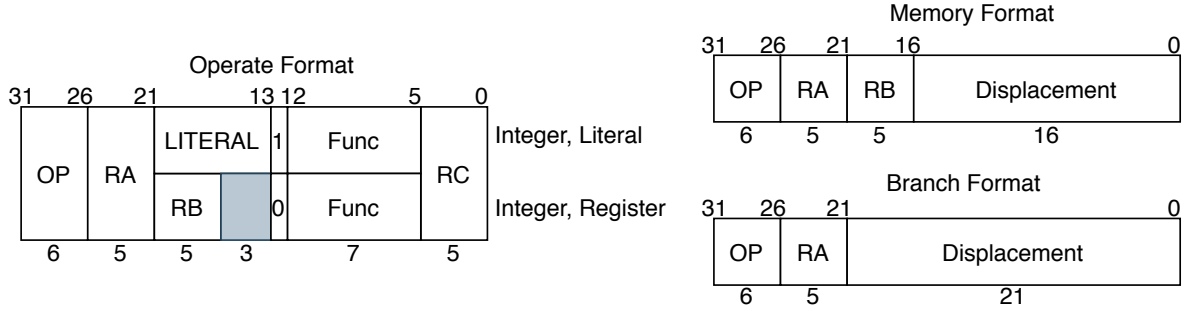 Operate Format
31 26 21 13 12 5 0
OP RA LITERAL 1 Func RC Integer, Literal
RB 0 Func Integer, Register
6 5 5 3 7 5
Memory Format
31 26 21 16 0
OP RA RB Displacement
6 5 5 16
Branch Format
31 26 21 0
OP RA Displacement
6 5 21